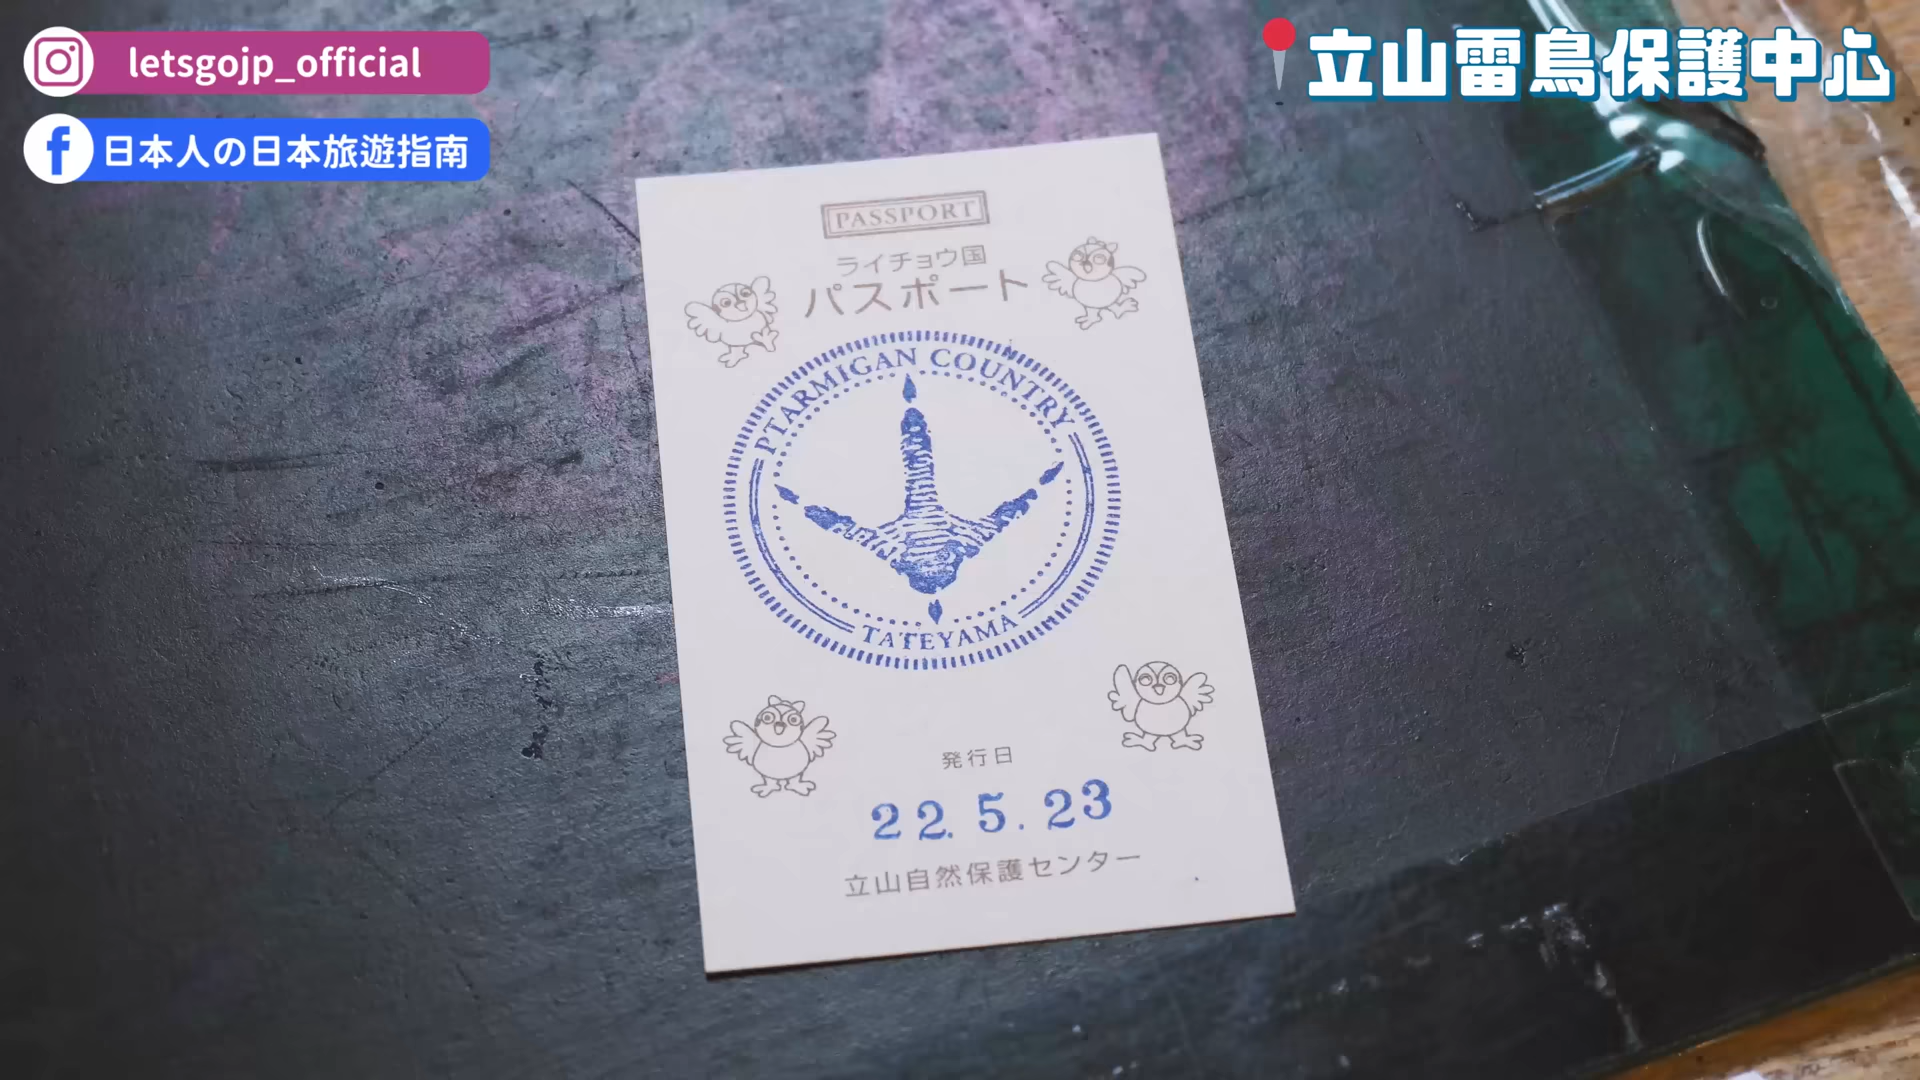 letsgojp_official
日本人の日本旅遊指南
立山雷鳥保護中心
PASSPORT
ライチョウ国
パスポート
PTARMIGAN COUNTRY
TATEYAMA
発行日
22.5.23
立山自然保護センター